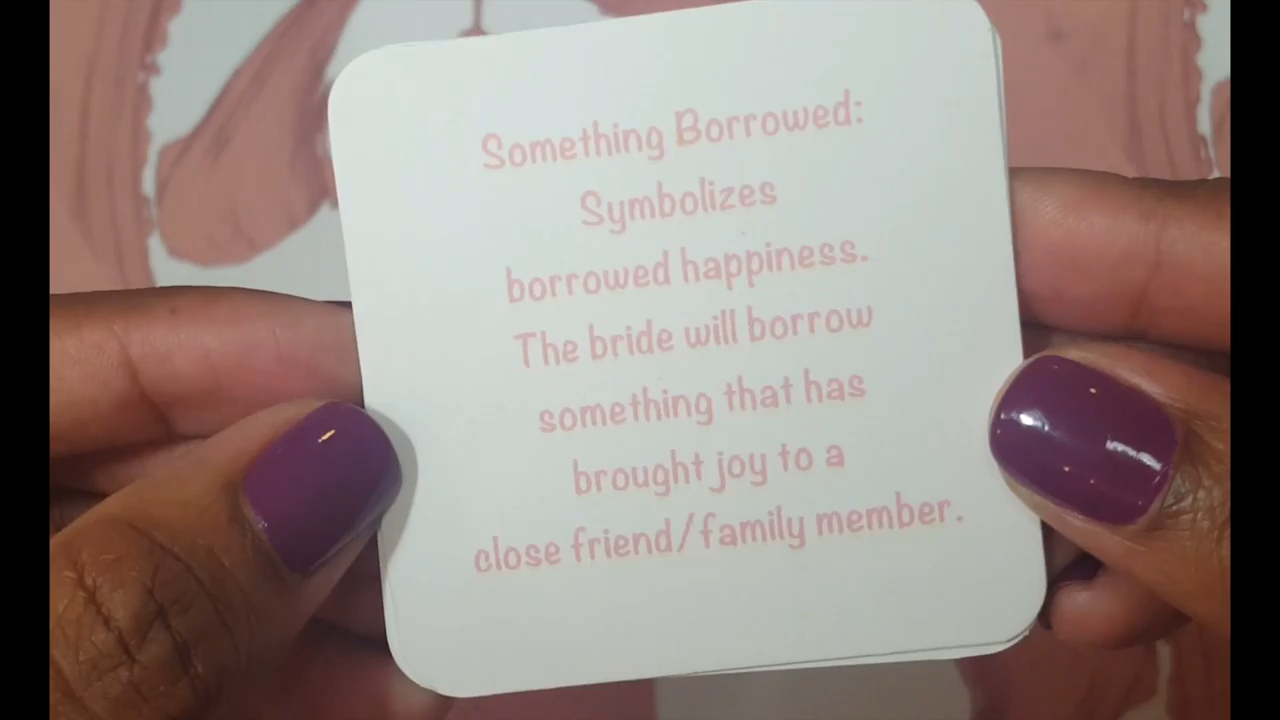 Something Borrowed:
Symbolizes
borrowed happiness.
The bride will borrow
something that has
brought joy to a
close friend/family member.